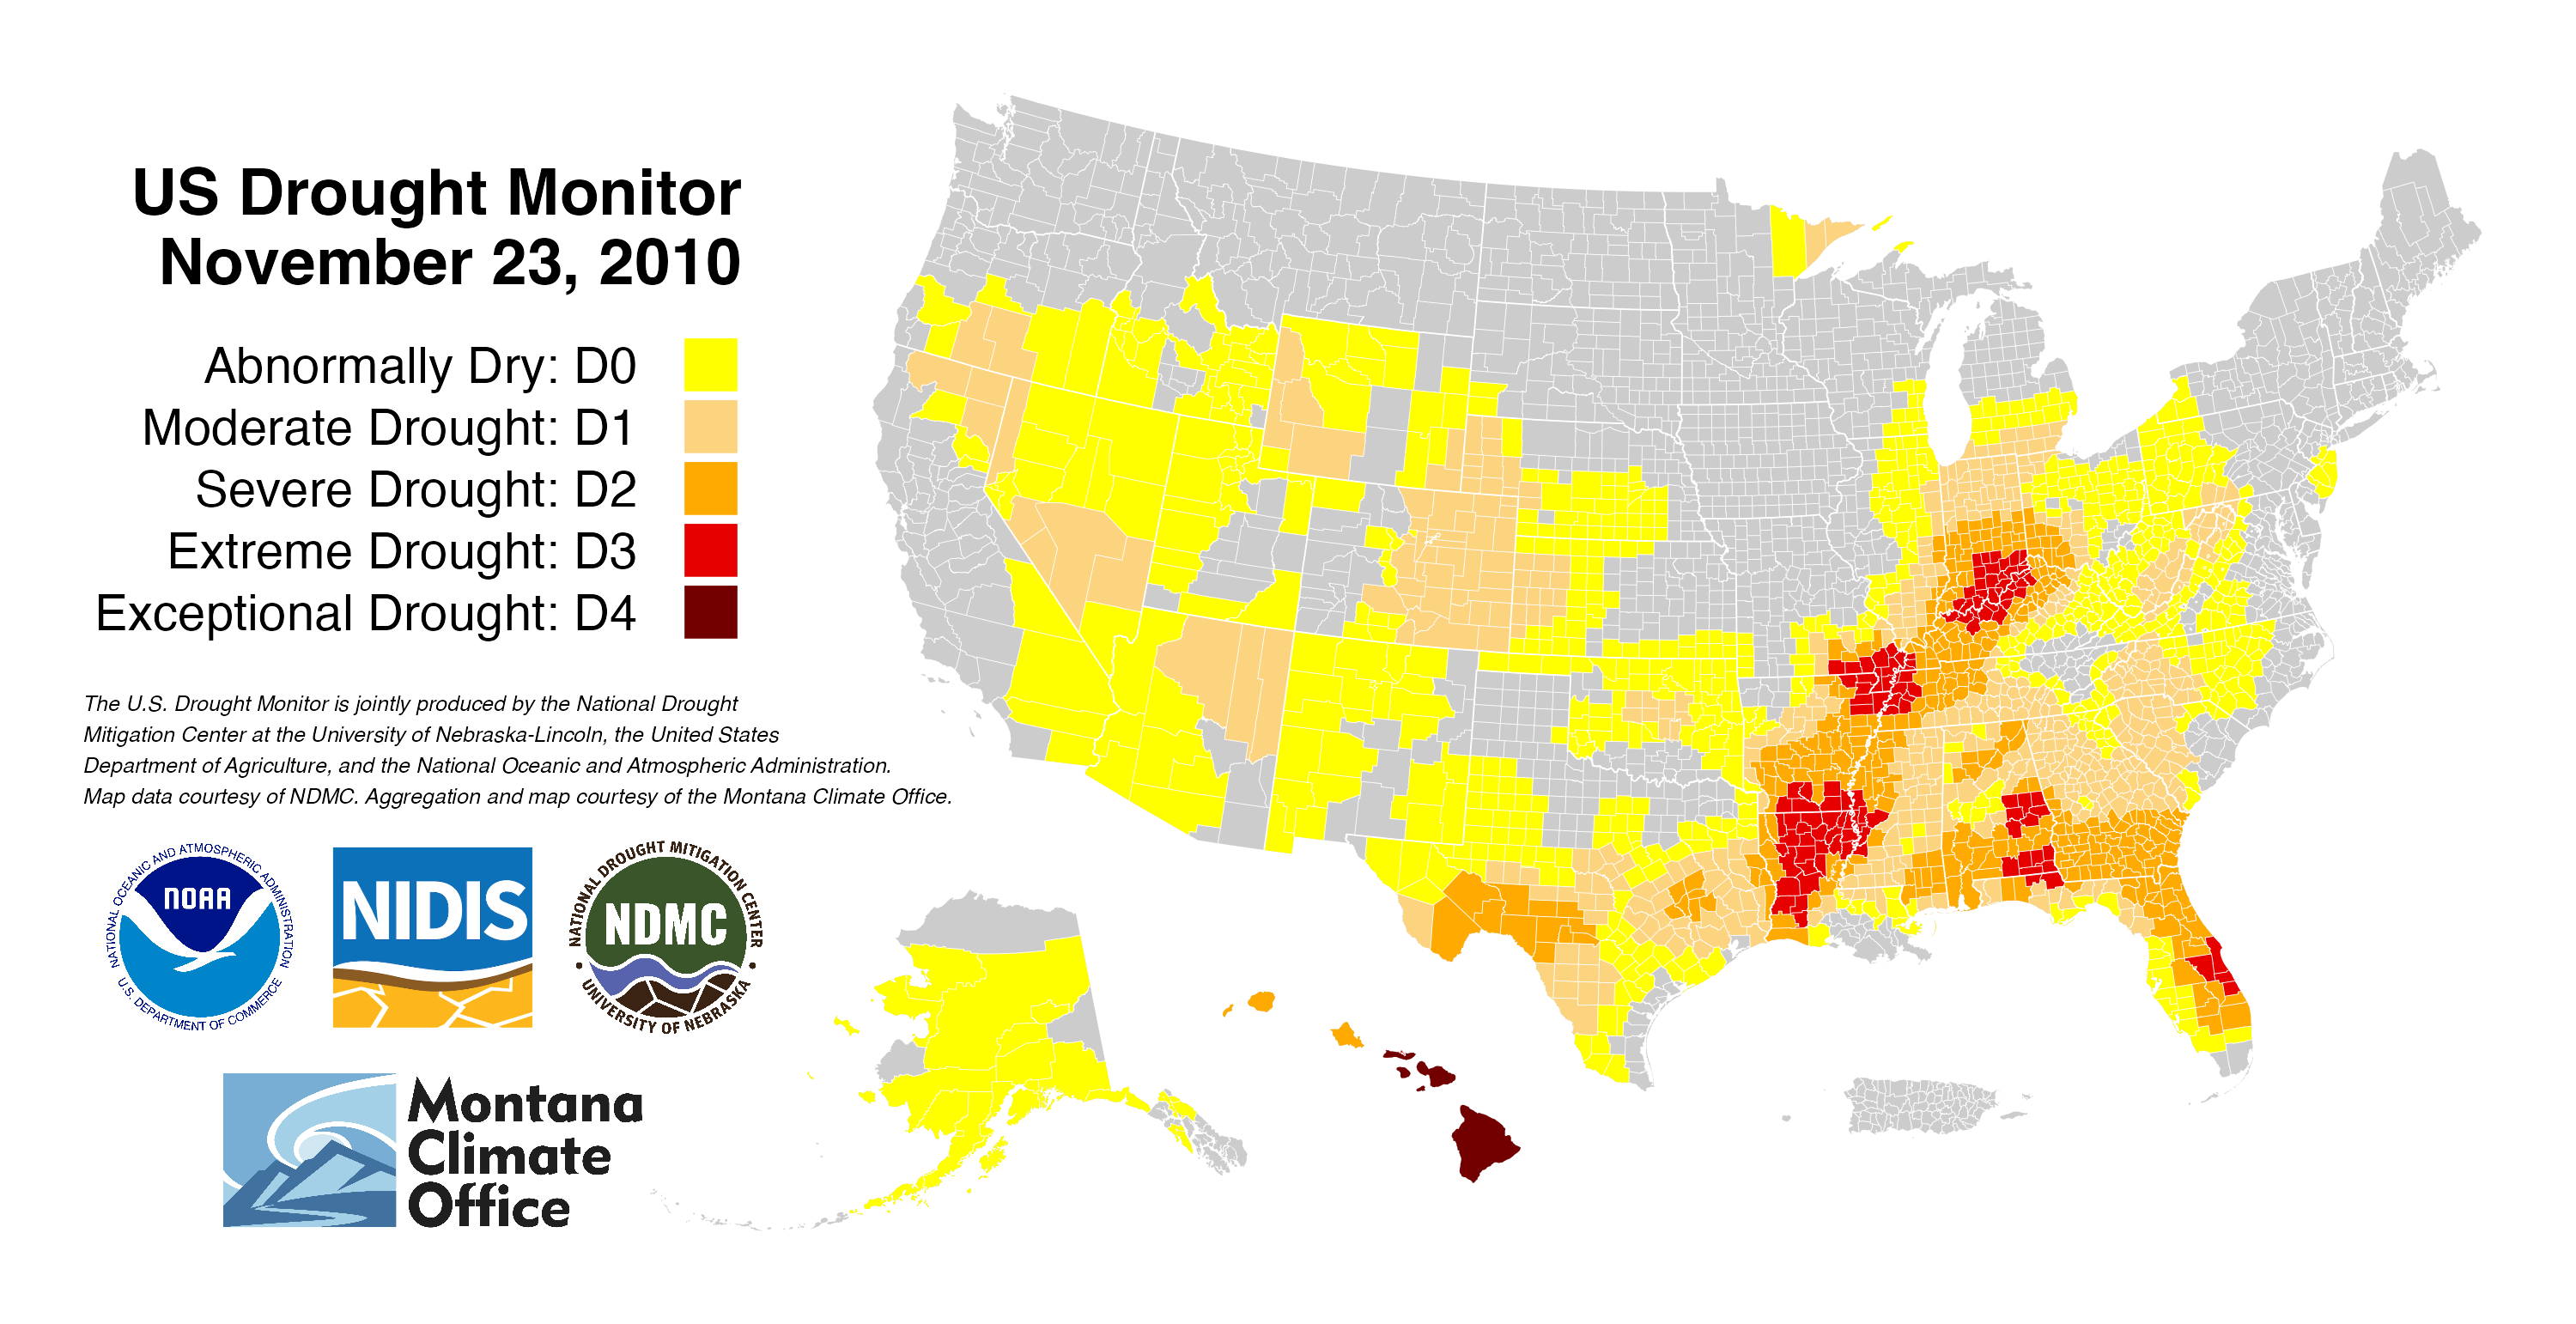 US Drought Monitor
November 23, 2010
Abnormally Dry: D0
Moderate Drought: D1
Severe Drought: D2
Extreme Drought: D3
Exceptional Drought: D4
The U.S. Drought Monitor is jointly produced by the National Drought
Mitigation Center at the University of Nebraska-Lincoln, the United States
Department of Agriculture, and the National Oceanic and Atmospheric Administration.
Map data courtesy of NDMC. Aggregation and map courtesy of the Montana Climate Office.
NATIONAL OCEANIC AND ATMOSPHERIC ADMINISTRATION
NOAA
U.S. DEPARTMENT OF COMMERCE
NIDIS
NATIONAL DROUGHT MITIGATION CENTER
NDMC
UNIVERSITY OF NEBRASKA
Montana
Climate
Office